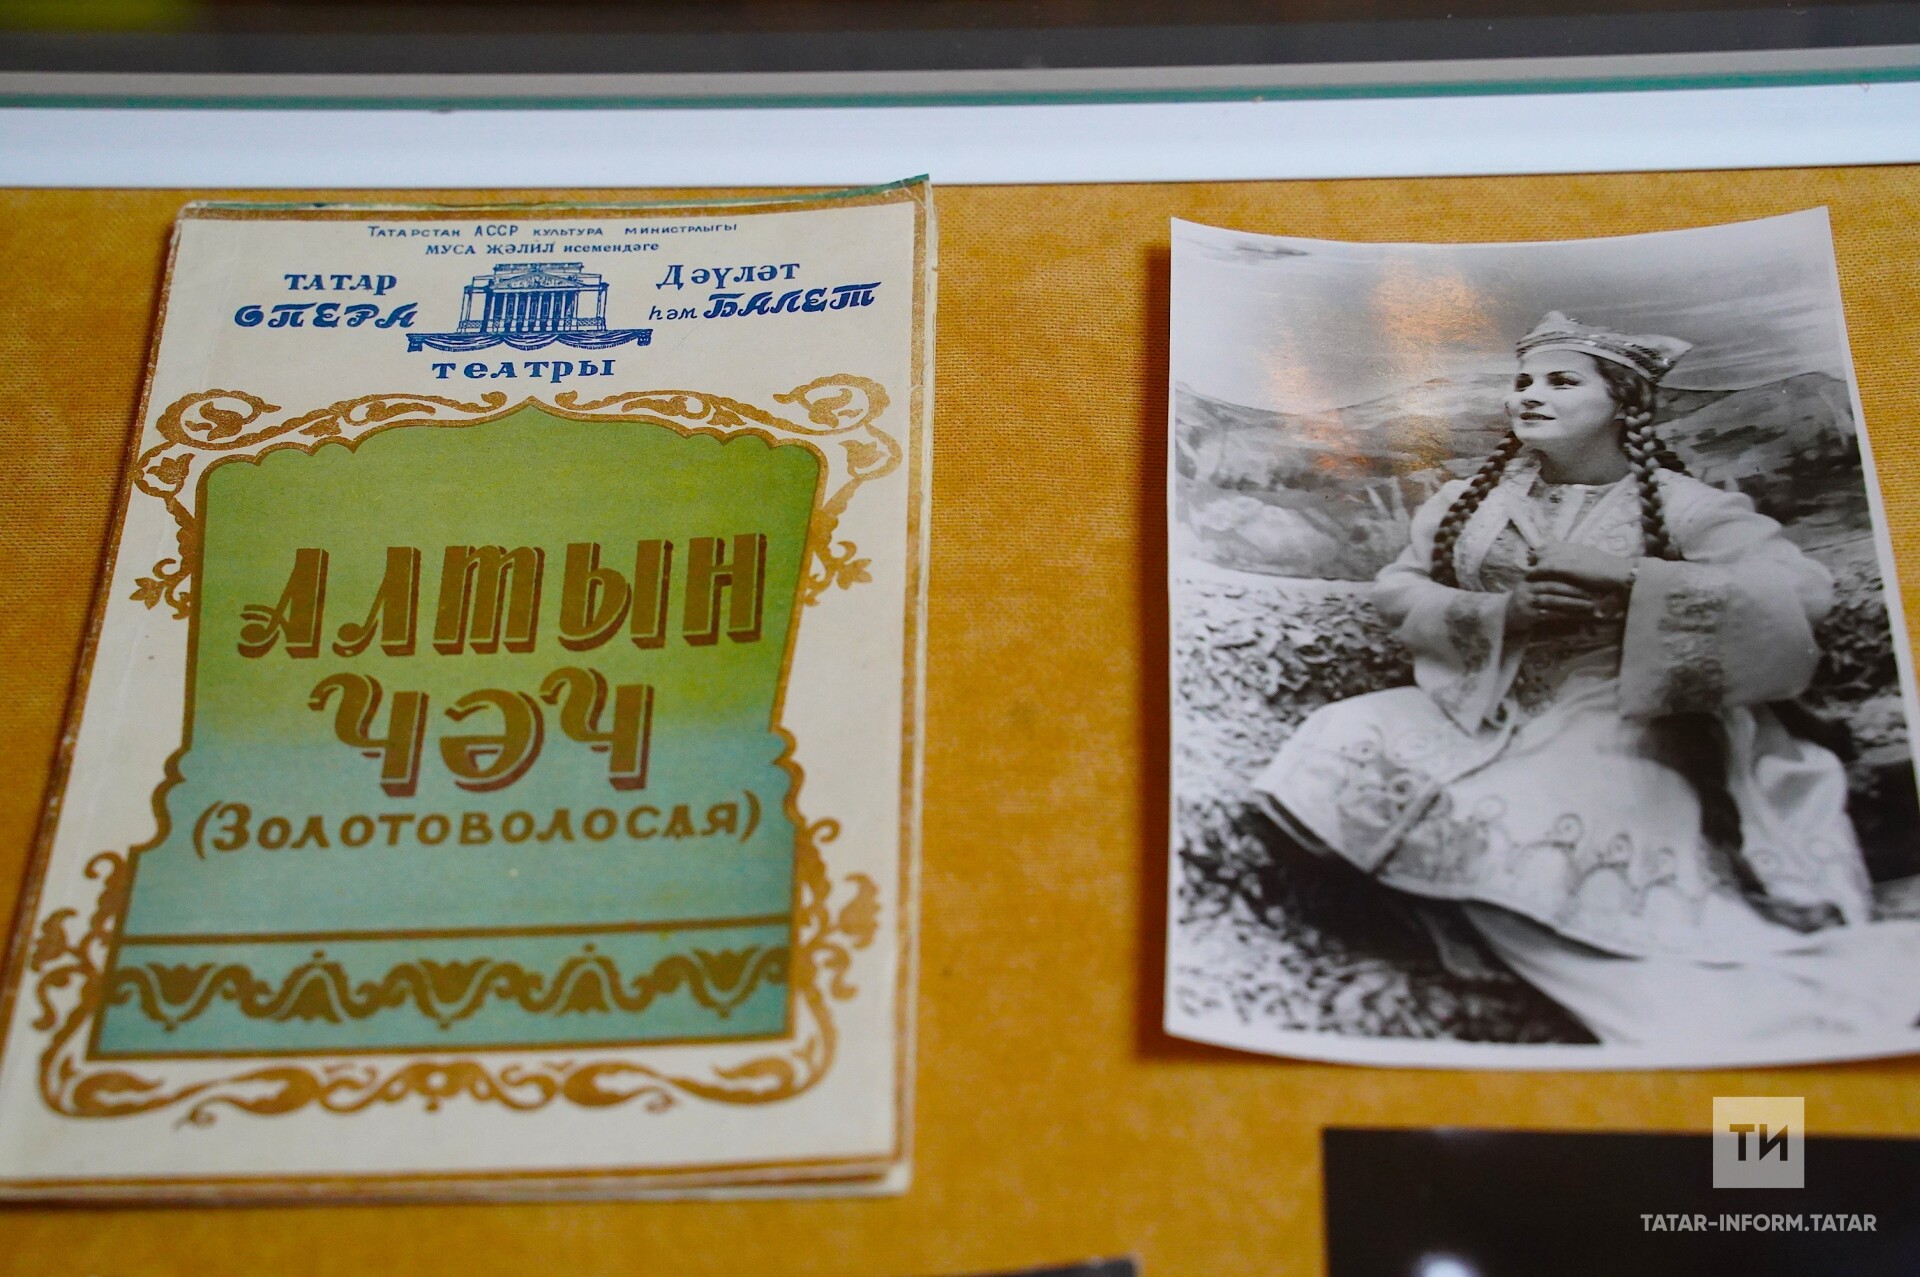 Татарстан АССР культура министрлыгы
Муса Җәлил исемендәге
Татар Дәүләт
опера һәм балет
театры
Алтын
чәч
(Золотоволосая)
ТИ
TATAR-INFORM.TATAR